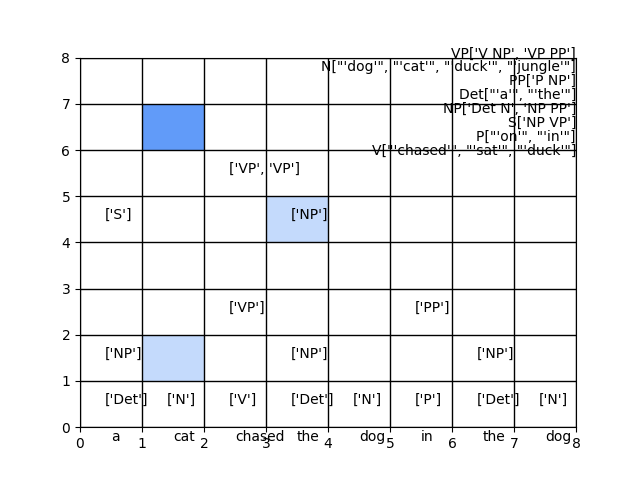 VP['V NP', 'VP PP']
8
N["'dog'", "'cat'", "'duck'", "'jungle'"]
PP['P NP']
Det["'a'", "'the'"]
7
NP['Det N', 'NP PP']
S['NP VP']
P["'on'", "'in'"]
6
V["'chased'", "'sat'", "'duck'"]
['VP', 'VP']
5
['S'] ['NP']
4
3
['VP'] ['PP']
2
['NP'] ['NP'] ['NP']
1
['Det'] ['N'] ['V'] ['Det'] ['N'] ['P'] ['Det'] ['N']
0
a cat chased the dog in the dog
0 1 2 3 4 5 6 7 8